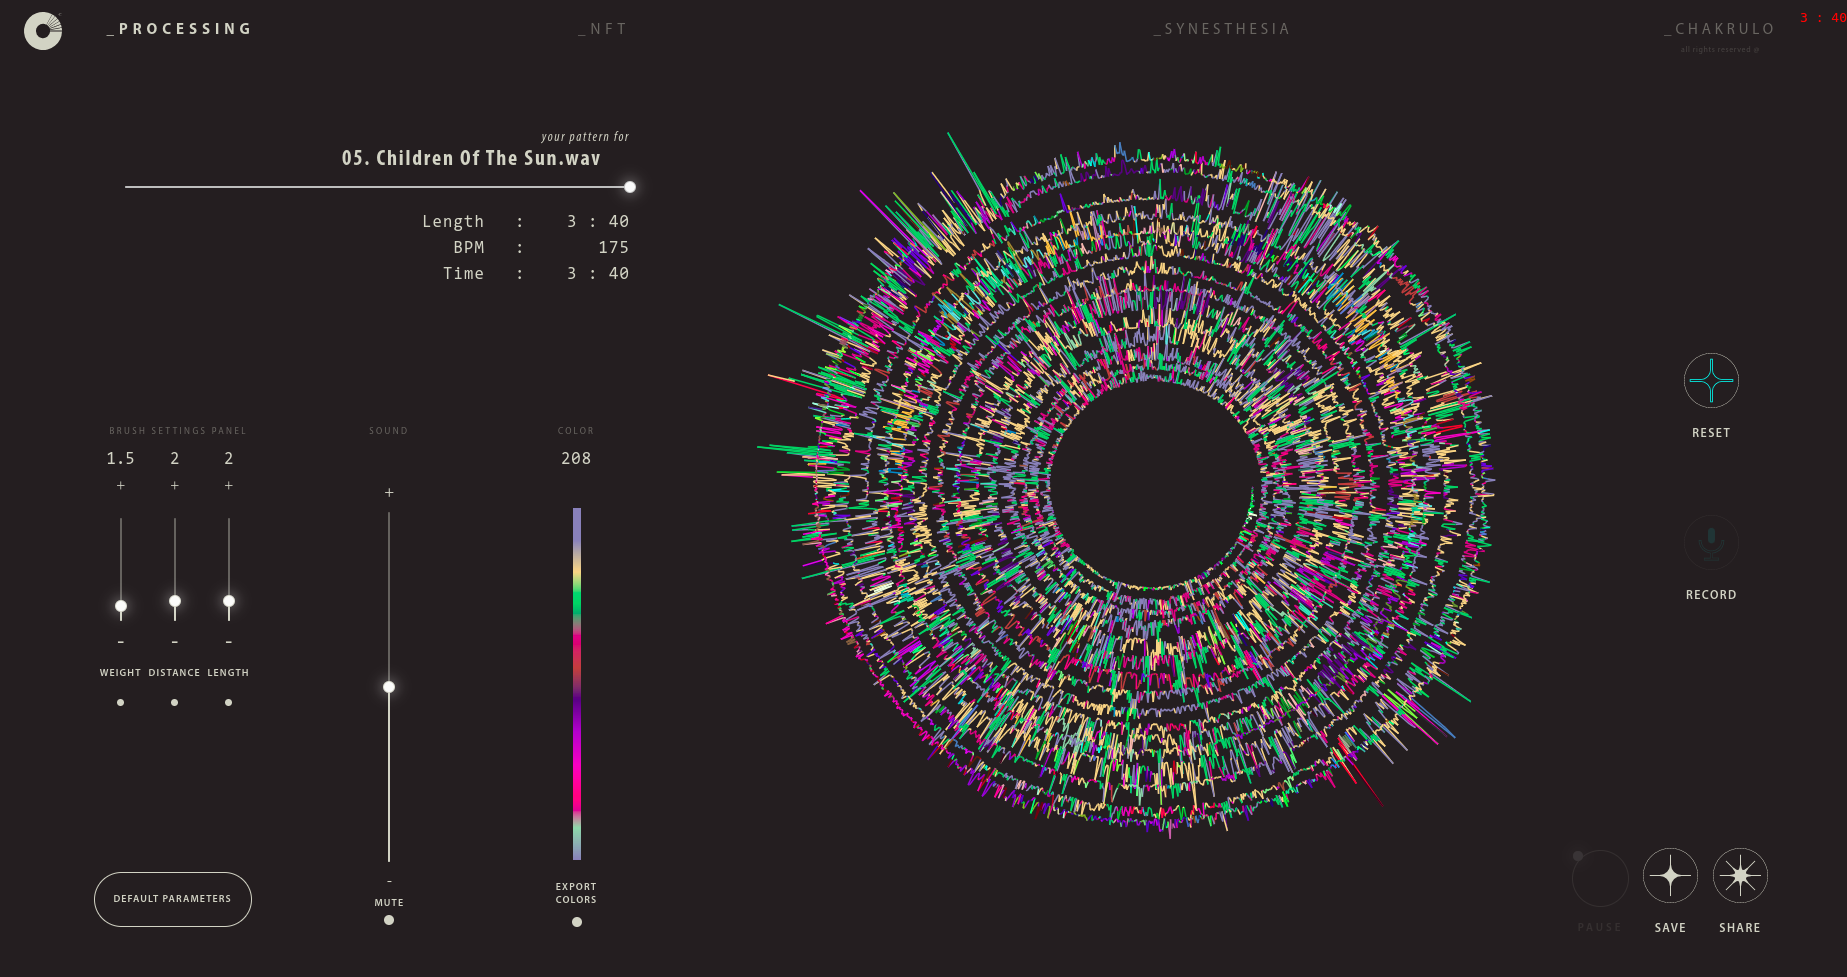 _PROCESSING
_NFT
_SYNESTHESIA
_CHAKRULO
3 : 40
all rights reserved @
your pattern for
05. Children Of The Sun.wav
Length : 3 : 40
BPM : 175
Time : 3 : 40
BRUSH SETTINGS PANEL
SOUND
COLOR
1.5 2 2
208
+ + +
+
- - -
WEIGHT DISTANCE LENGTH
-
MUTE
EXPORT
COLORS
DEFAULT PARAMETERS
RESET
RECORD
PAUSE
SAVE
SHARE